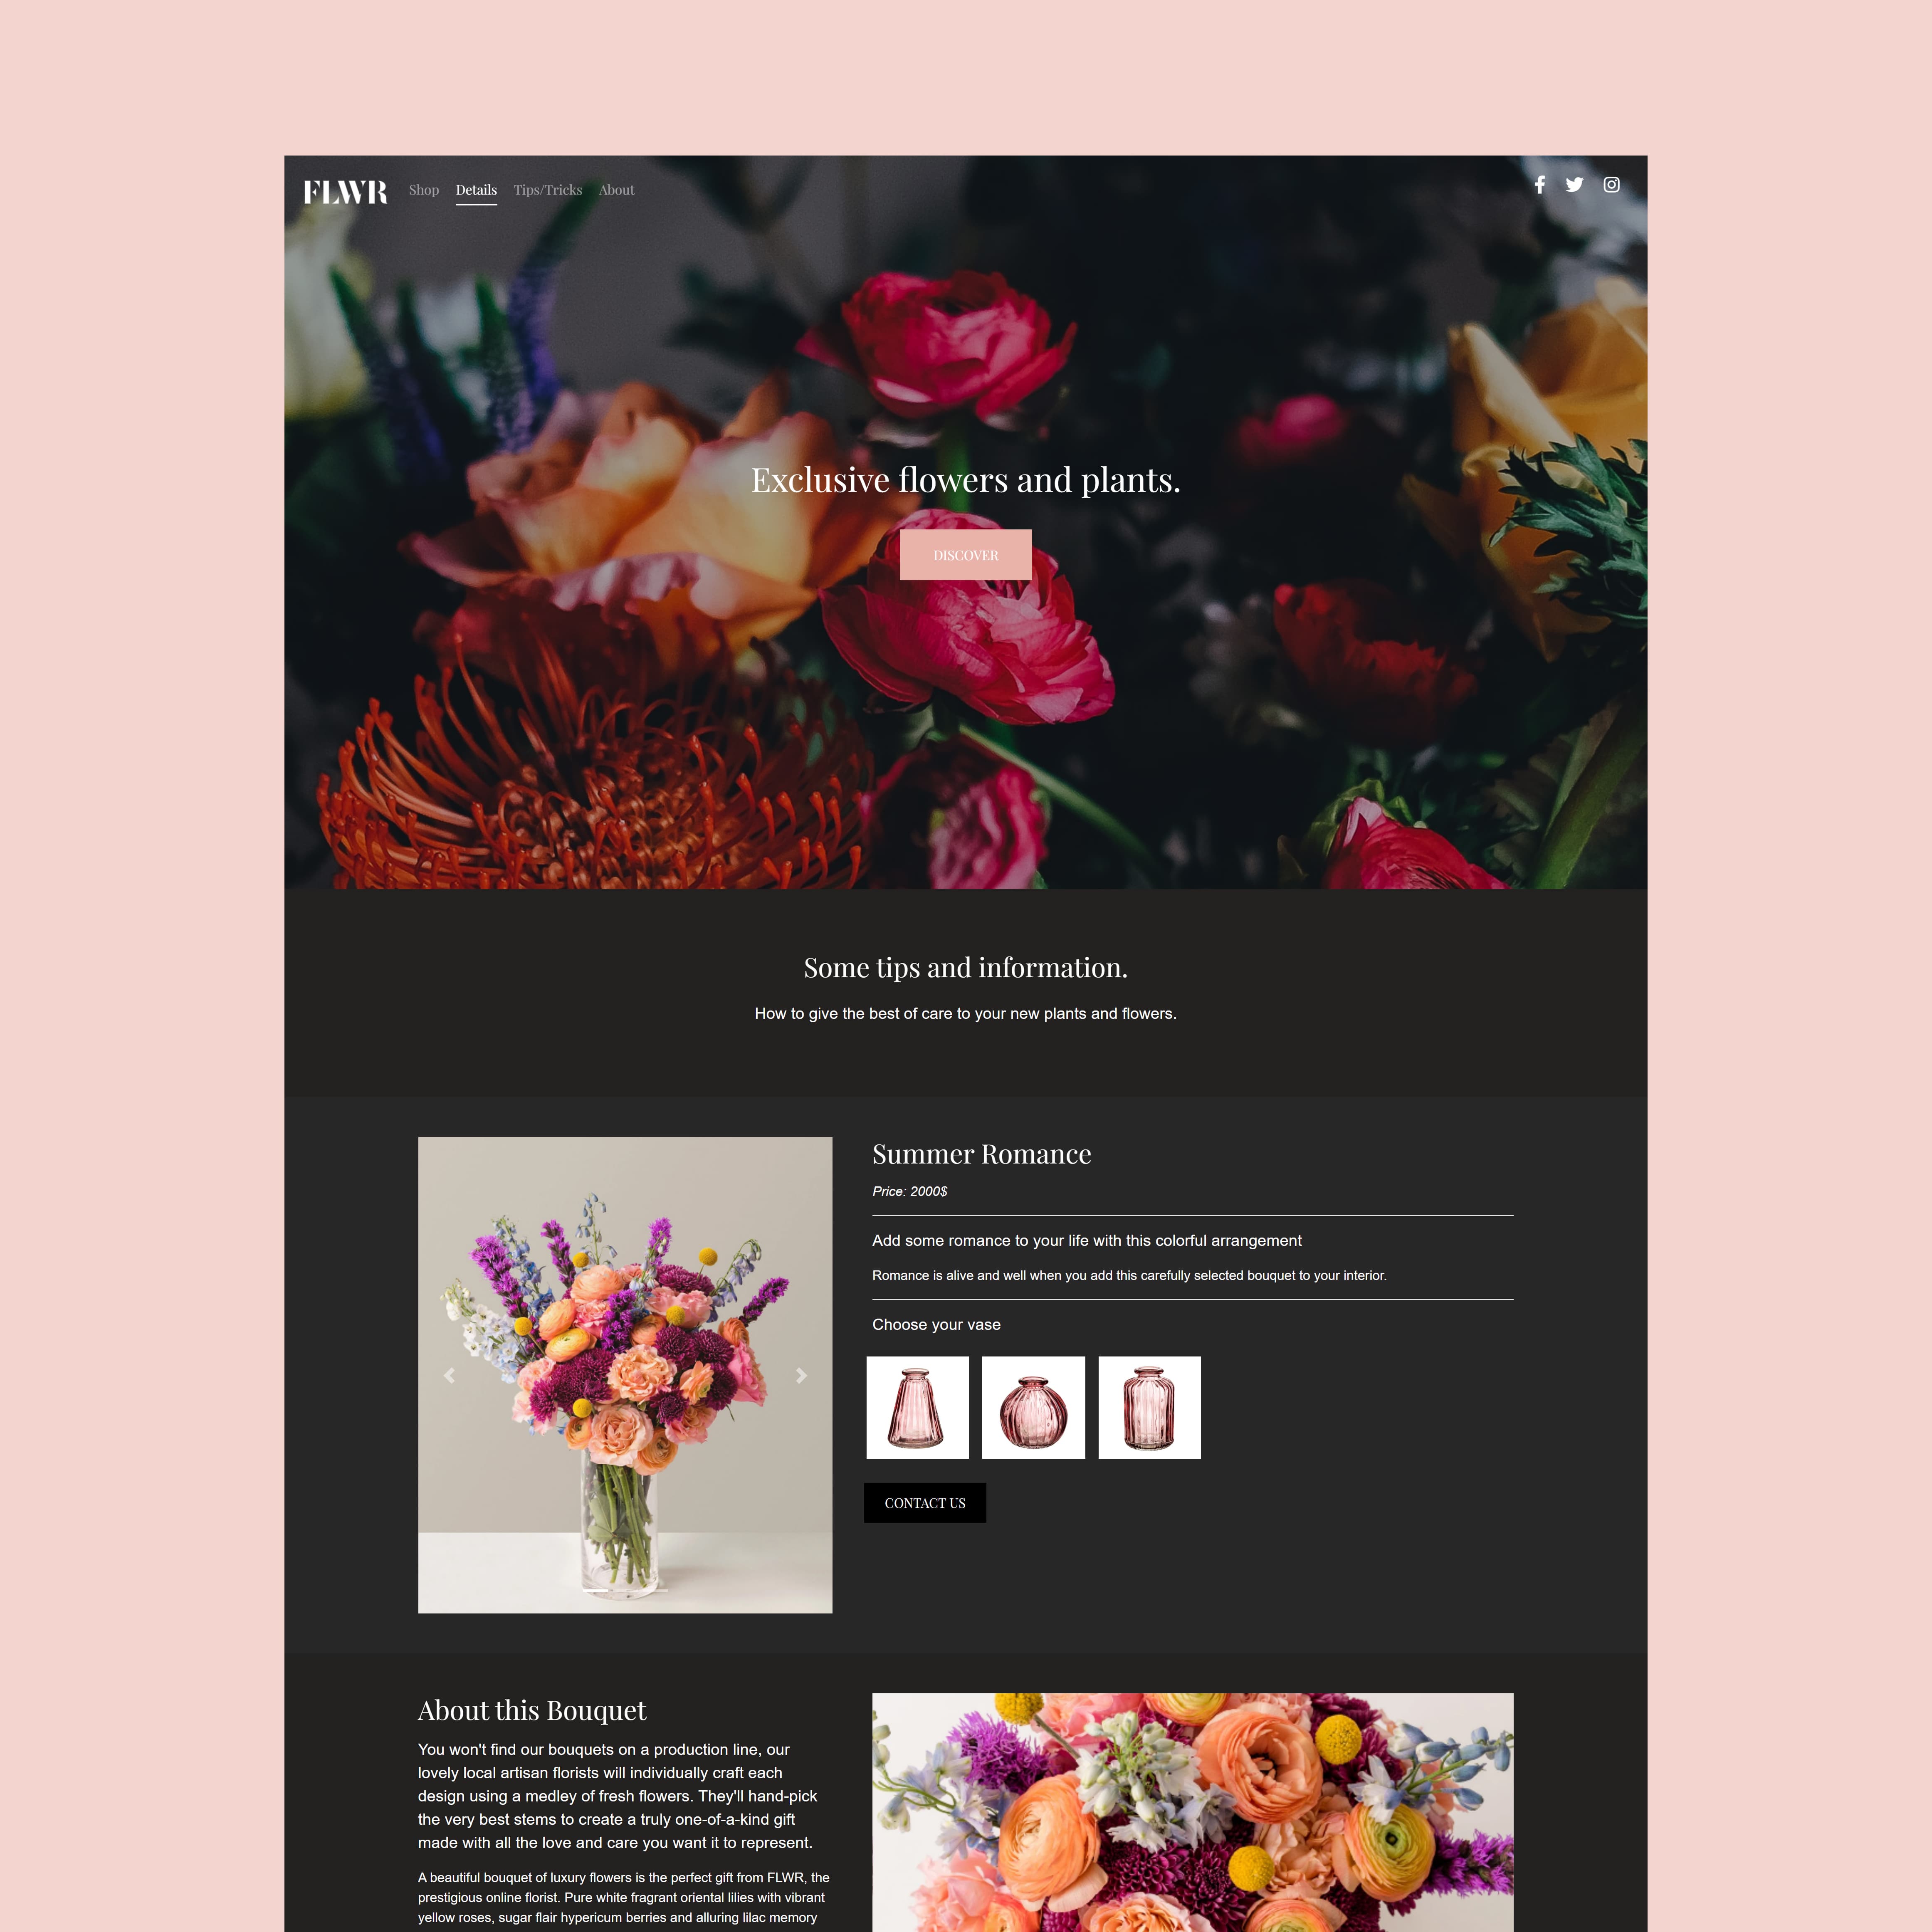 FLWR Shop Details Tips/Tricks About
Exclusive flowers and plants.
DISCOVER
Some tips and information.
How to give the best of care to your new plants and flowers.
Summer Romance
Price: 2000$
Add some romance to your life with this colorful arrangement
Romance is alive and well when you add this carefully selected bouquet to your interior.
Choose your vase
CONTACT US
About this Bouquet
You won't find our bouquets on a production line, our
lovely local artisan florists will individually craft each
design using a medley of fresh flowers. They'll hand-pick
the very best stems to create a truly one-of-a-kind gift
made with all the love and care you want it to represent.
A beautiful bouquet of luxury flowers is the perfect gift from FLWR, the
prestigious online florist. Pure white fragrant oriental lilies with vibrant
yellow roses, sugar flair hypericum berries and alluring lilac memory